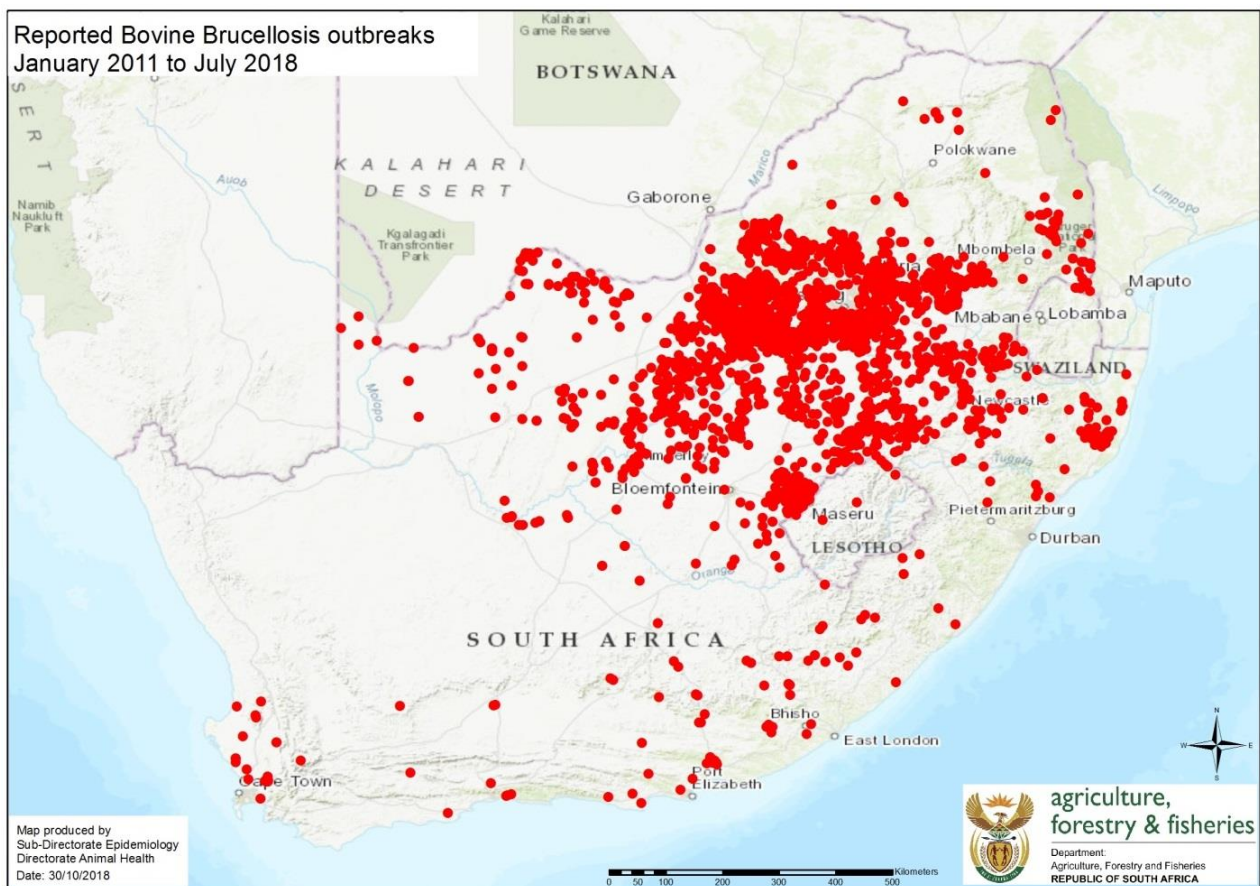 Reported Bovine Brucellosis outbreaks
January 2011 to July 2018
Kalahari
Game Reserve
BOTSWANA
SERT
KALAHARI
DESERT
Auob
Marico
Polokwane
Limpopo
Namib
Naukluft
Park
Gaborone
Kgalagadi
Transfrontier
Park
Park
Mbombela
Maputo
Mbabane
Lobamba
SWAZILAND
Molopo
Newcastle
Tugela
Bloemfontein
Maseru
Pietermaritzburg
LESOTHO
Durban
Orange
SOUTH AFRICA
Bhisho
East London
N
W
E
S
Port
Elizabeth
Cape Town
Map produced by
Sub-Directorate Epidemiology
Directorate Animal Health
Date: 30/10/2018
Kilometers
0 50 100 200 300 400 500
agriculture,
forestry & fisheries
Department:
Agriculture, Forestry and Fisheries
REPUBLIC OF SOUTH AFRICA